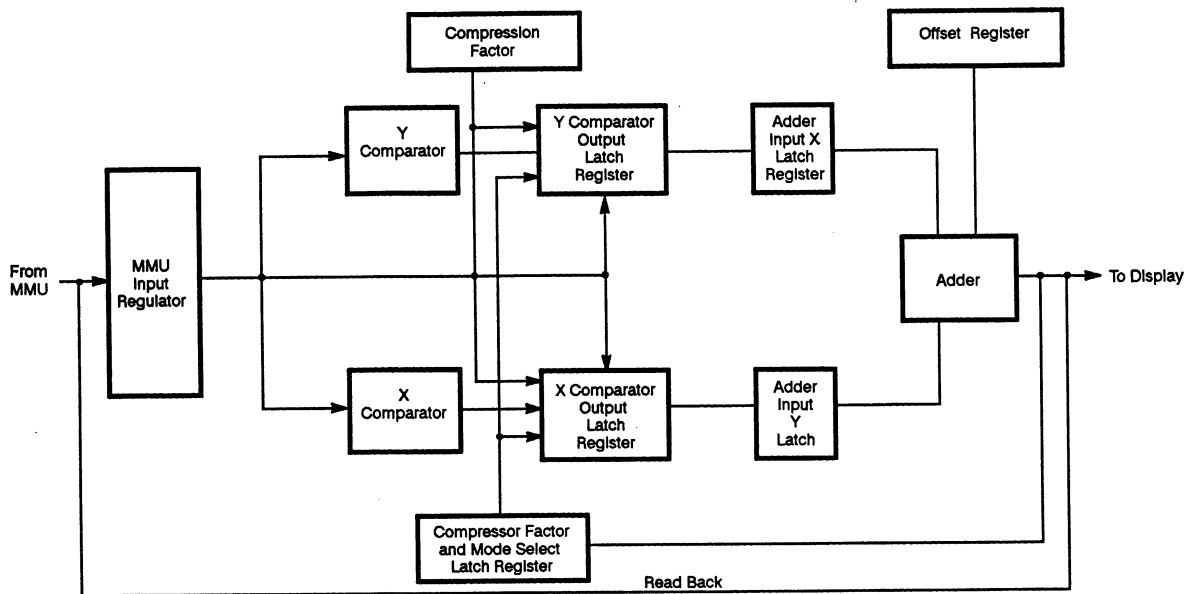 Compression
Factor
Offset Register
Y
Comparator
Y Comparator
Output
Latch
Register
Adder
Input X
Latch
Register
From
MMU
MMU
Input
Regulator
Adder
To Display
X
Comparator
X Comparator
Output
Latch
Register
Adder
Input
Y
Latch
Compressor Factor
and Mode Select
Latch Register
Read Back